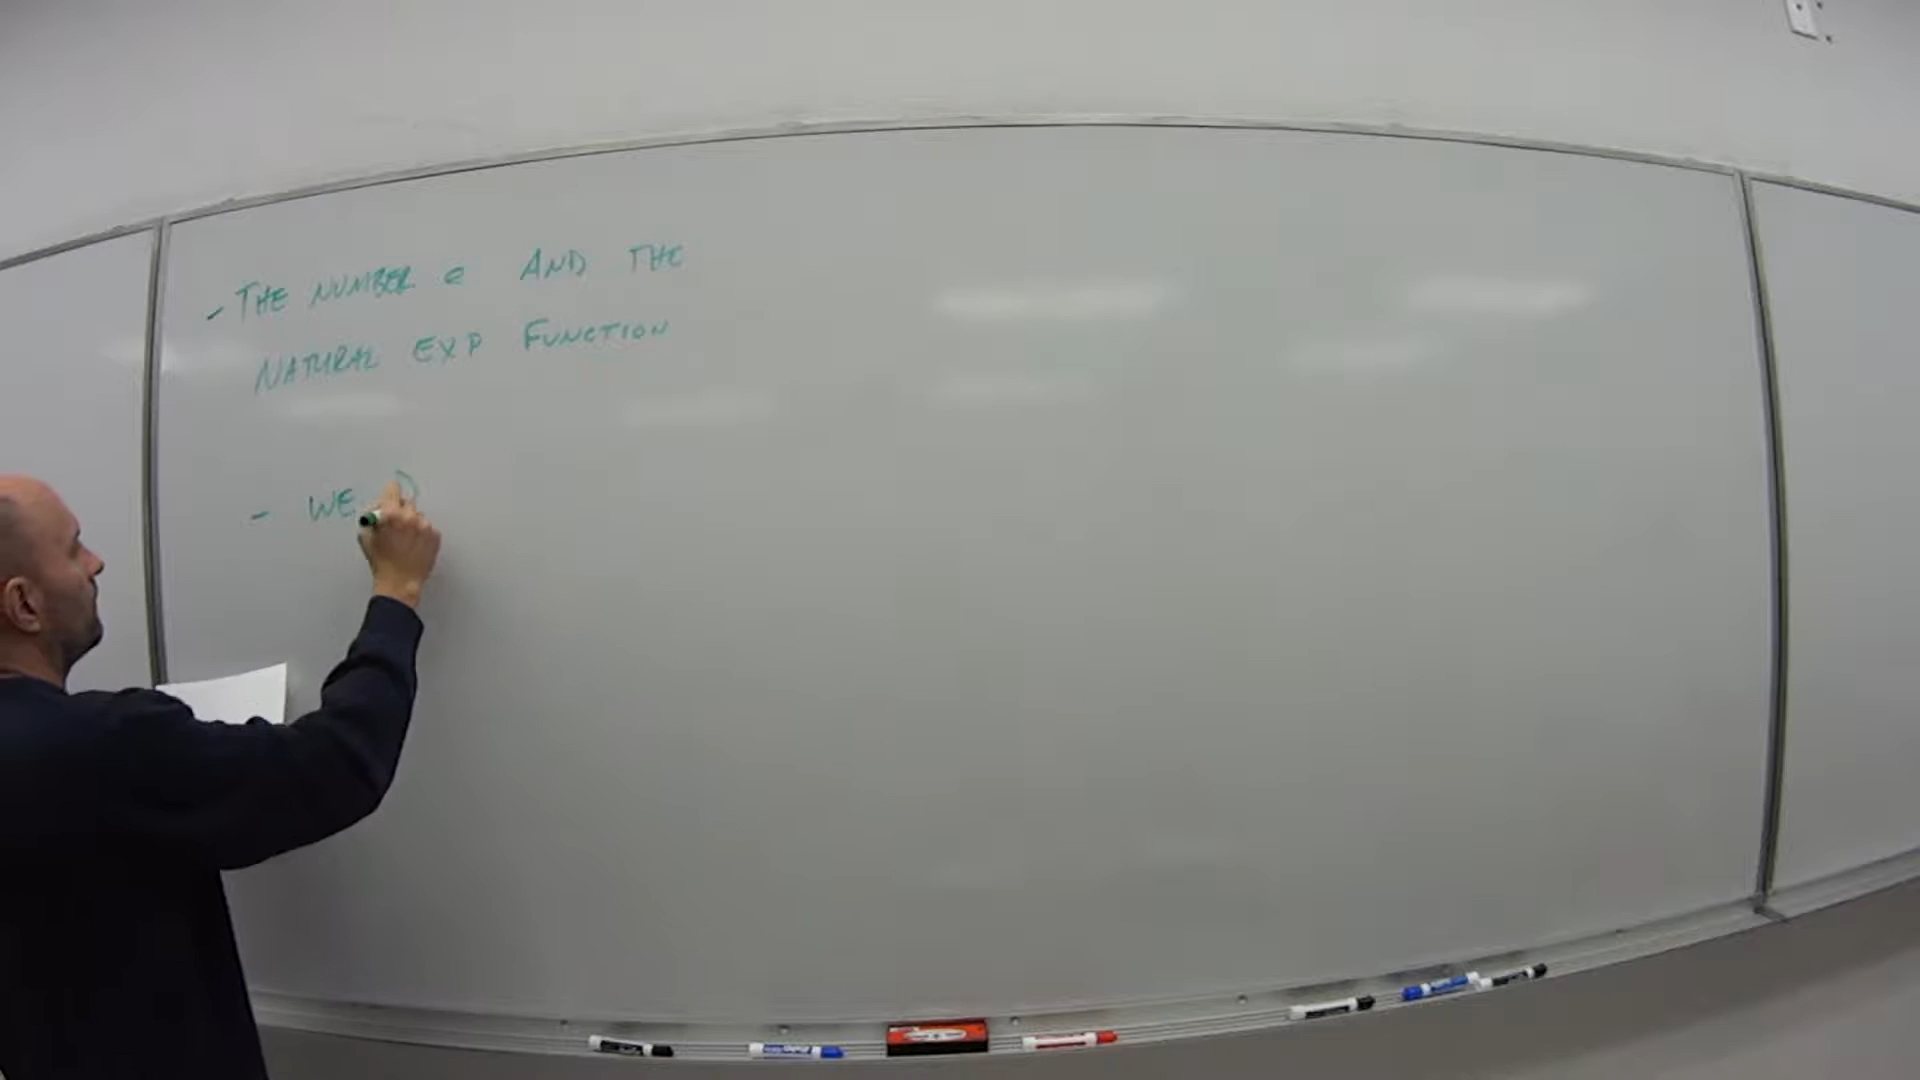 - THE NUMBER e AND THE
NATURAL EXP FUNCTION
- WE